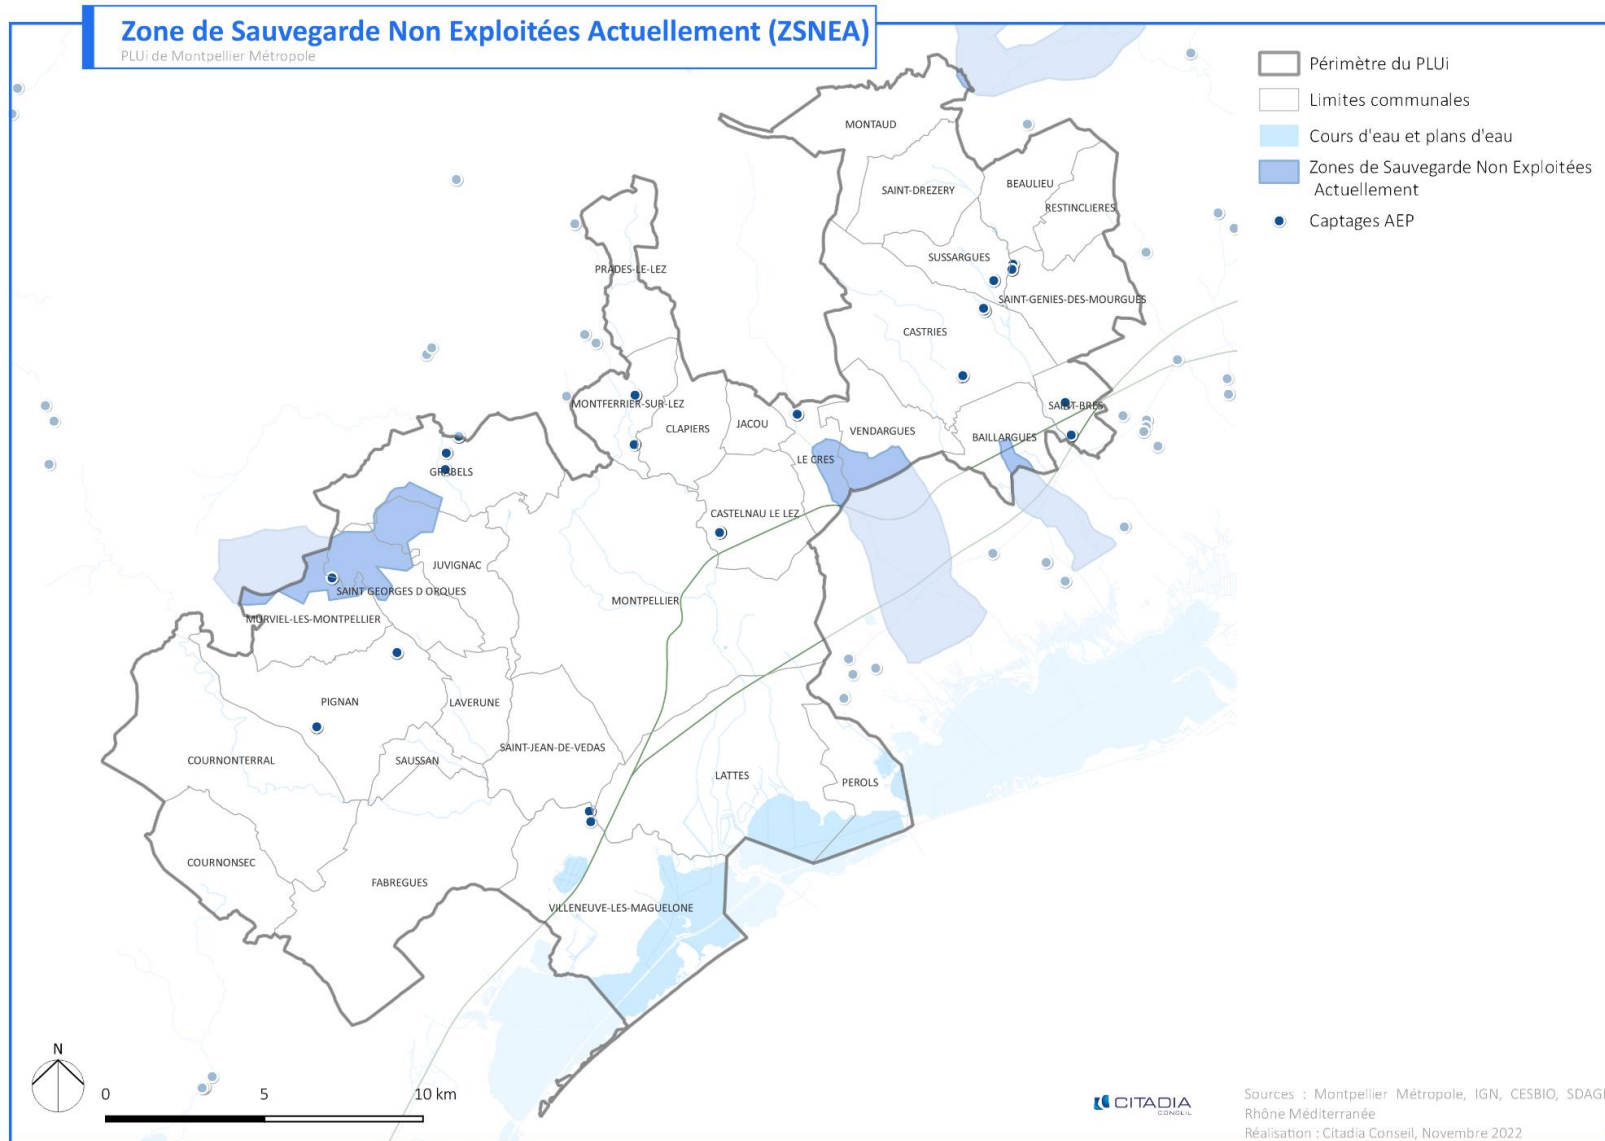 Zone de Sauvegarde Non Exploitées Actuellement (ZSNEA)
PLUi de Montpellier Métropole
Périmètre du PLUi
Limites communales
Cours d'eau et plans d'eau
Zones de Sauvegarde Non Exploitées
Actuellement
Captages AEP
MONTAUD
SAINT-DREZERY
BEAULIEU
RESTINCLIERES
SUSSARGUES
PRADES-LE-LEZ
SAINT-GENIES-DES-MOURGUES
CASTRIES
MONTFERRIER-SUR-LEZ
SAINT-BRES
CLAPIERS
JACOU
VENDARGUES
BAILLARGUES
LE CRES
GRABELS
CASTELNAU LE LEZ
JUVIGNAC
SAINT GEORGES D ORQUES
MONTPELLIER
MURVIEL-LES-MONTPELLIER
PIGNAN
LAVERUNE
SAINT-JEAN-DE-VEDAS
COURNONTERRAL
SAUSSAN
LATTES
PEROLS
COURNONSEC
FABREGUES
VILLENEUVE-LES-MAGUELONE
N
0 5 10 km
CITADIA
CONSEIL
Sources : Montpellier Métropole, IGN, CESBIO, SDAGE
Rhône Méditerranée
Réalisation : Citadia Conseil, Novembre 2022